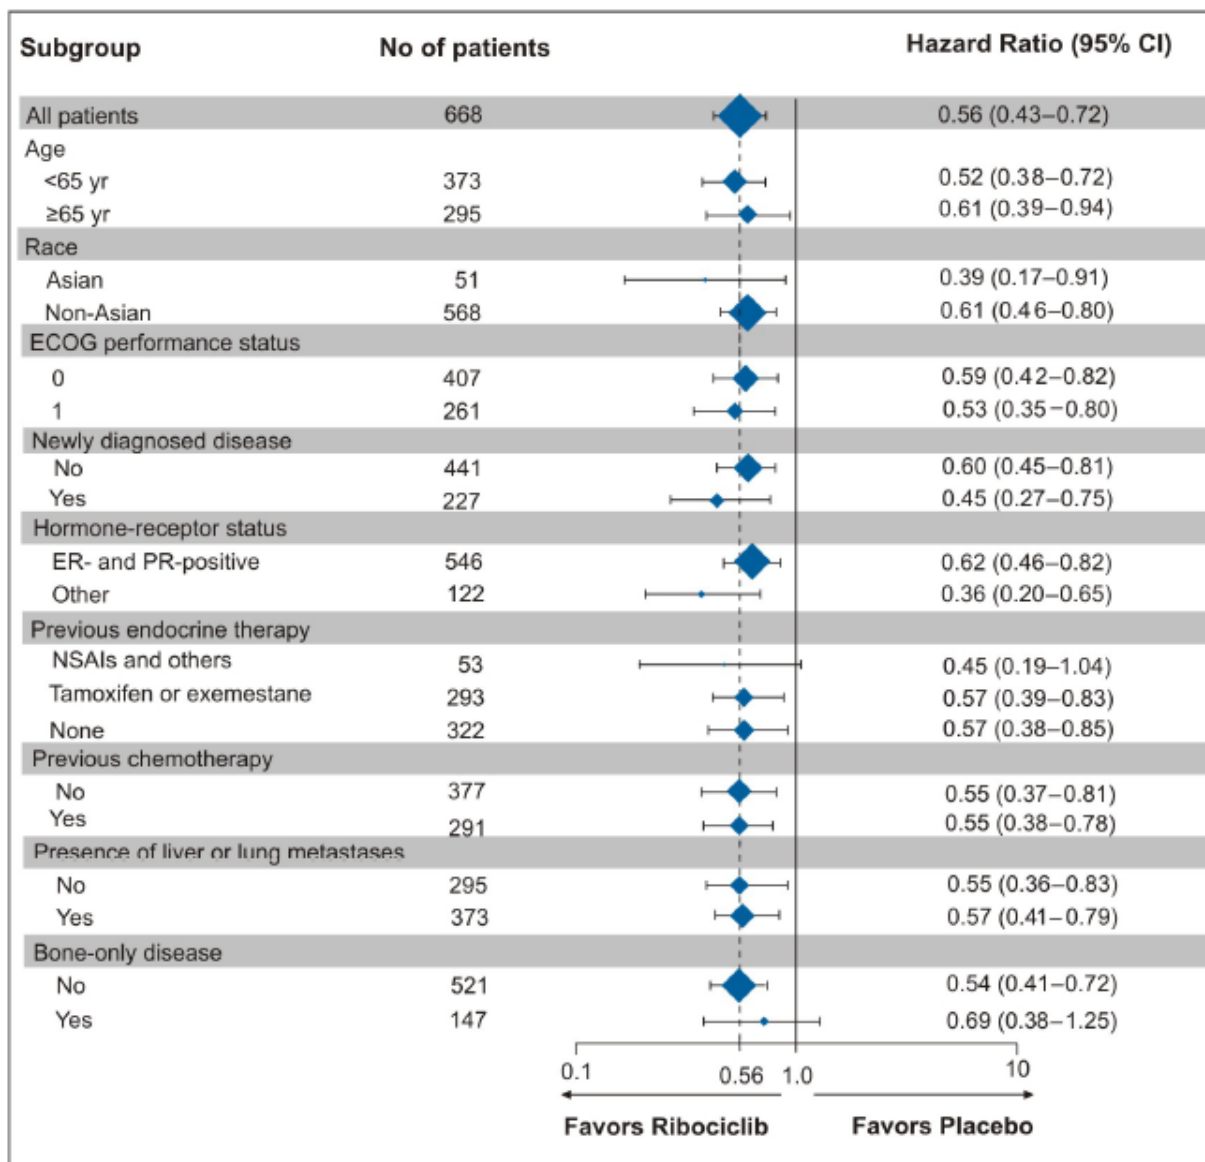 Subgroup No of patients Hazard Ratio (95% CI)
All patients 668 0.56 (0.43–0.72)
Age
<65 yr 373 0.52 (0.38–0.72)
≥65 yr 295 0.61 (0.39–0.94)
Race
Asian 51 0.39 (0.17–0.91)
Non-Asian 568 0.61 (0.46–0.80)
ECOG performance status
0 407 0.59 (0.42–0.82)
1 261 0.53 (0.35–0.80)
Newly diagnosed disease
No 441 0.60 (0.45–0.81)
Yes 227 0.45 (0.27–0.75)
Hormone-receptor status
ER- and PR-positive 546 0.62 (0.46–0.82)
Other 122 0.36 (0.20–0.65)
Previous endocrine therapy
NSAIs and others 53 0.45 (0.19–1.04)
Tamoxifen or exemestane 293 0.57 (0.39–0.83)
None 322 0.57 (0.38–0.85)
Previous chemotherapy
No 377 0.55 (0.37–0.81)
Yes 291 0.55 (0.38–0.78)
Presence of liver or lung metastases
No 295 0.55 (0.36–0.83)
Yes 373 0.57 (0.41–0.79)
Bone-only disease
No 521 0.54 (0.41–0.72)
Yes 147 0.69 (0.38–1.25)
0.1 0.56 1.0 10
Favors Ribociclib Favors Placebo